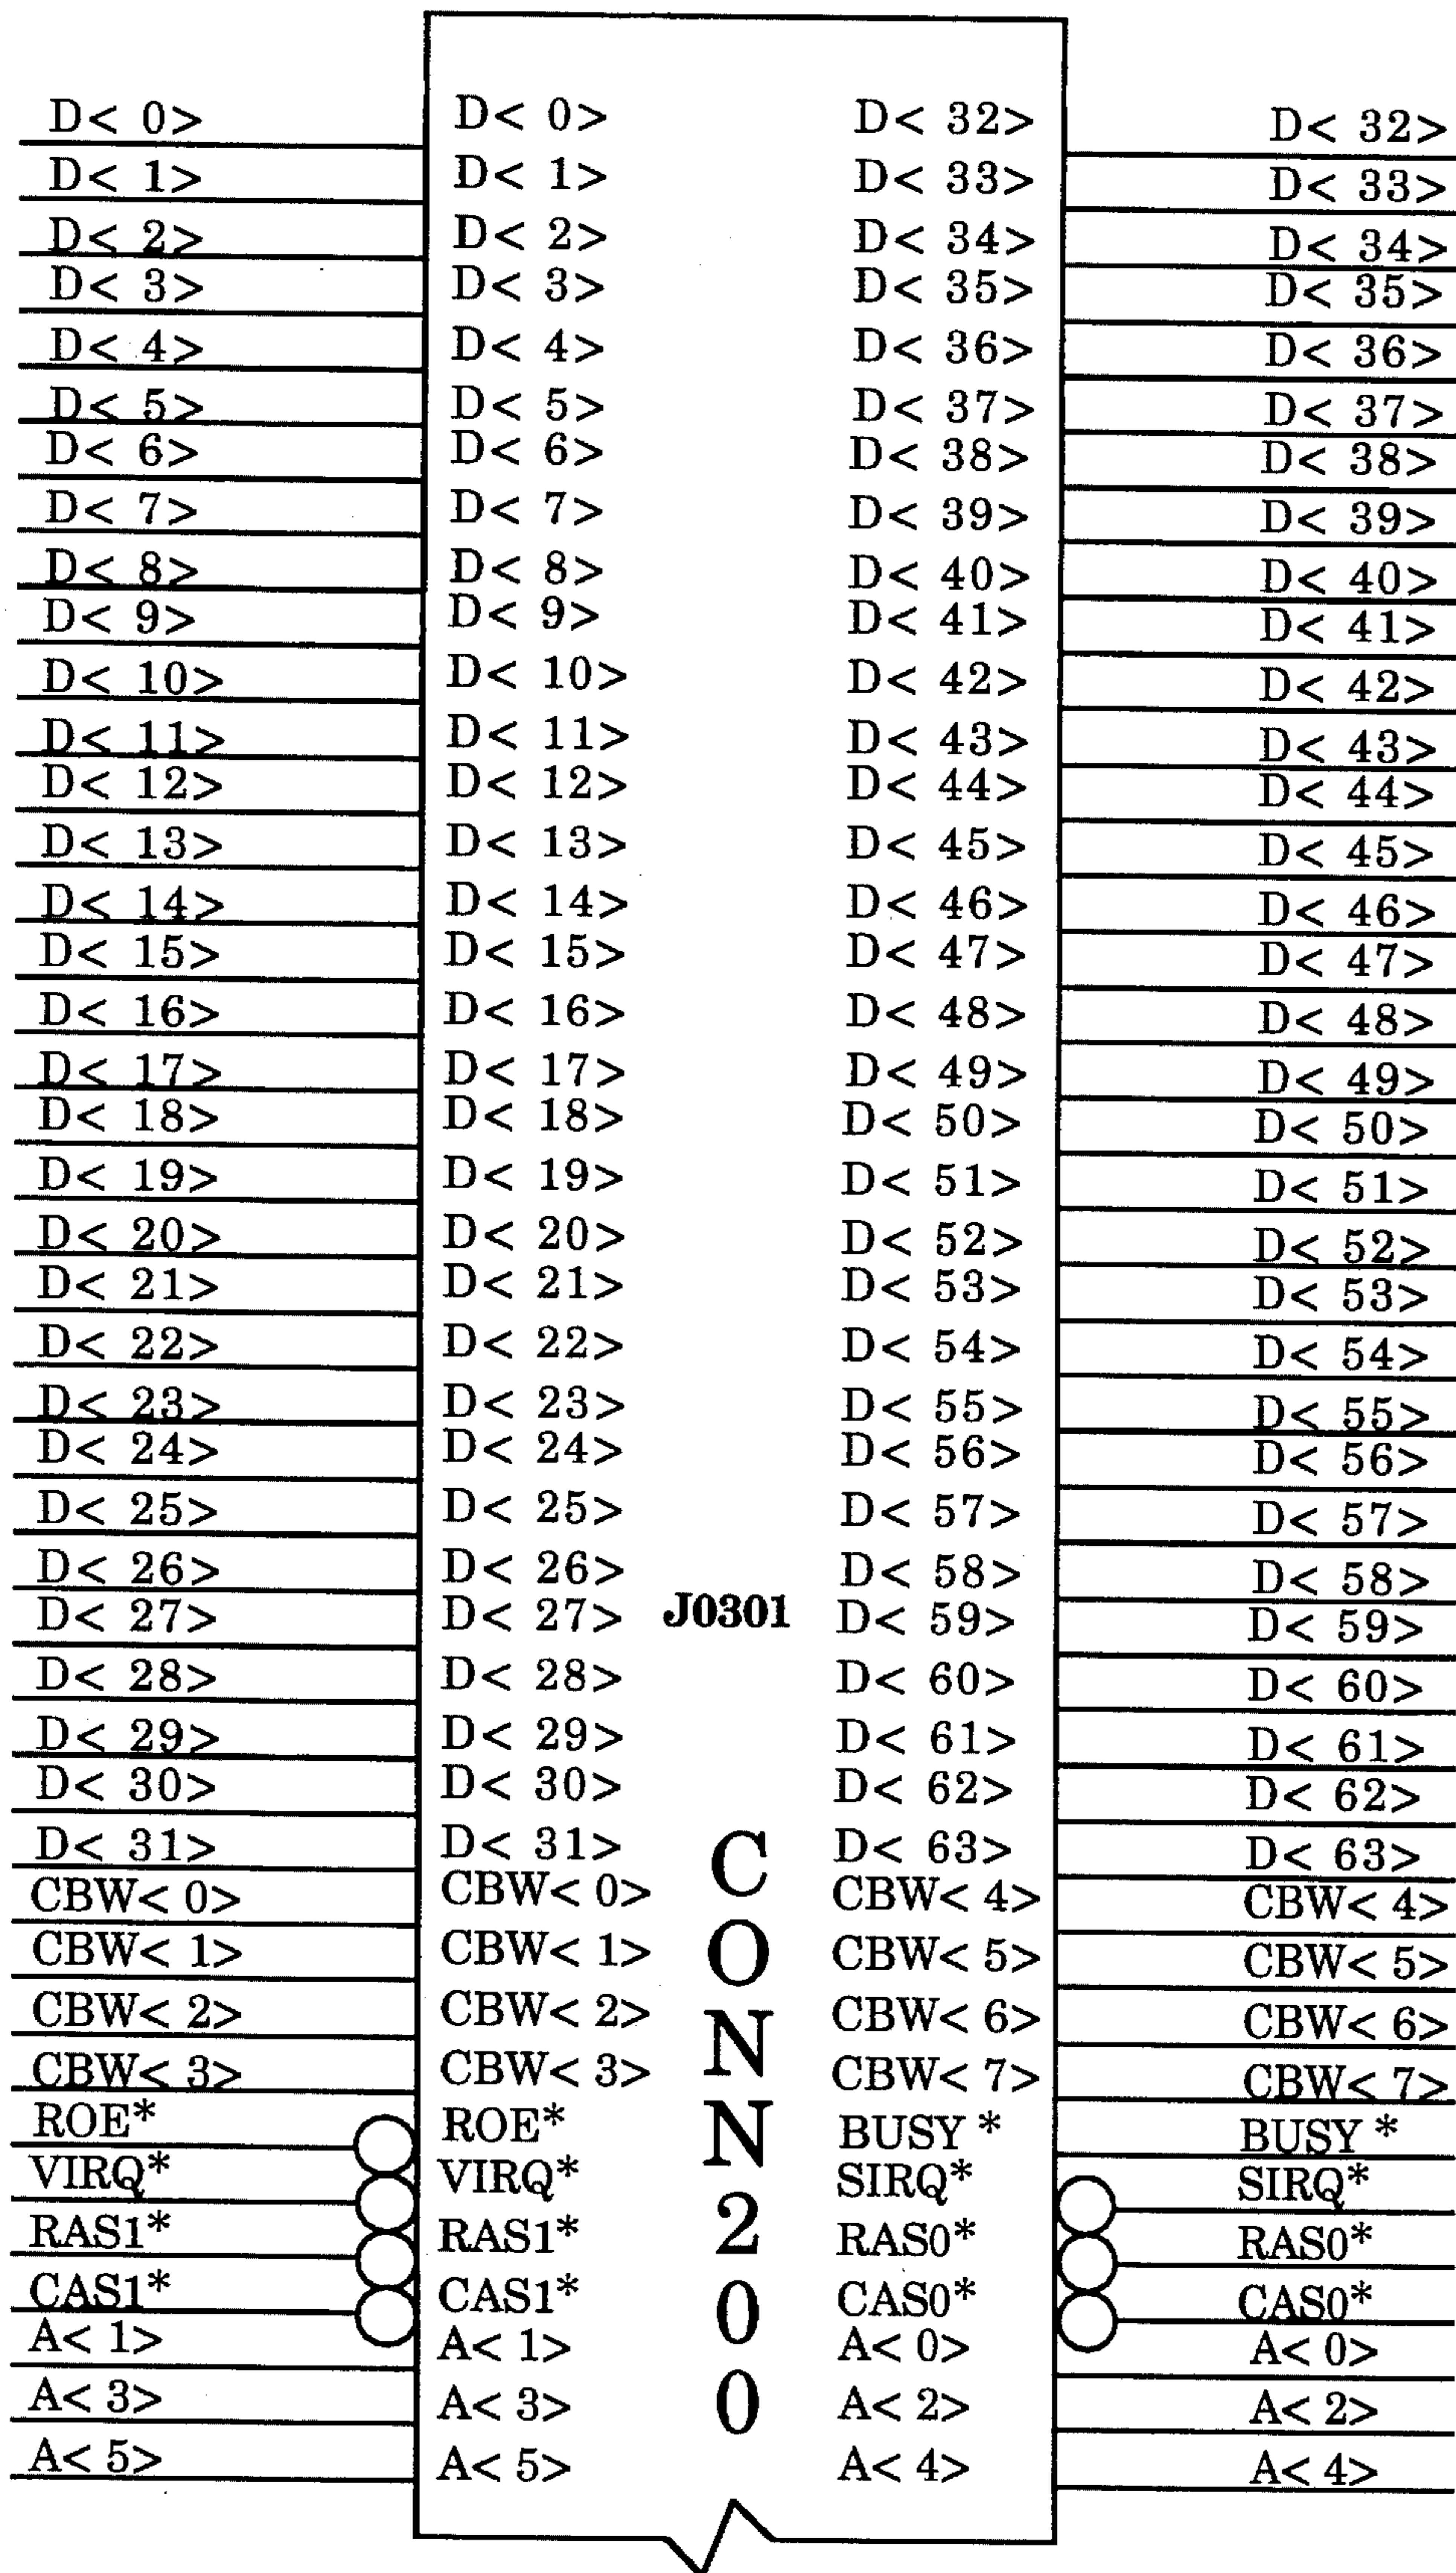 D< 0> D< 0> D< 32> D< 32>
D< 1> D< 1> D< 33> D< 33>
D< 2> D< 2> D< 34> D< 34>
D< 3> D< 3> D< 35> D< 35>
D< 4> D< 4> D< 36> D< 36>
D< 5> D< 5> D< 37> D< 37>
D< 6> D< 6> D< 38> D< 38>
D< 7> D< 7> D< 39> D< 39>
D< 8> D< 8> D< 40> D< 40>
D< 9> D< 9> D< 41> D< 41>
D< 10> D< 10> D< 42> D< 42>
D< 11> D< 11> D< 43> D< 43>
D< 12> D< 12> D< 44> D< 44>
D< 13> D< 13> D< 45> D< 45>
D< 14> D< 14> D< 46> D< 46>
D< 15> D< 15> D< 47> D< 47>
D< 16> D< 16> D< 48> D< 48>
D< 17> D< 17> D< 49> D< 49>
D< 18> D< 18> D< 50> D< 50>
D< 19> D< 19> D< 51> D< 51>
D< 20> D< 20> D< 52> D< 52>
D< 21> D< 21> D< 53> D< 53>
D< 22> D< 22> D< 54> D< 54>
D< 23> D< 23> D< 55> D< 55>
D< 24> D< 24> D< 56> D< 56>
D< 25> D< 25> D< 57> D< 57>
D< 26> D< 26> D< 58> D< 58>
D< 27> D< 27> J0301 D< 59> D< 59>
D< 28> D< 28> D< 60> D< 60>
D< 29> D< 29> D< 61> D< 61>
D< 30> D< 30> D< 62> D< 62>
D< 31> D< 31> D< 63> D< 63>
CBW< 0> CBW< 0> CBW< 4> CBW< 4>
CBW< 1> CBW< 1> CBW< 5> CBW< 5>
CBW< 2> CBW< 2> CBW< 6> CBW< 6>
CBW< 3> CBW< 3> CBW< 7> CBW< 7>
ROE* ROE* BUSY * BUSY *
VIRQ* VIRQ* SIRQ* SIRQ*
RAS1* RAS1* RAS0* RAS0*
CAS1* CAS1* CAS0* CAS0*
A< 1> A< 1> A< 0> A< 0>
A< 3> A< 3> A< 2> A< 2>
A< 5> A< 5> A< 4> A< 4>
CONN200